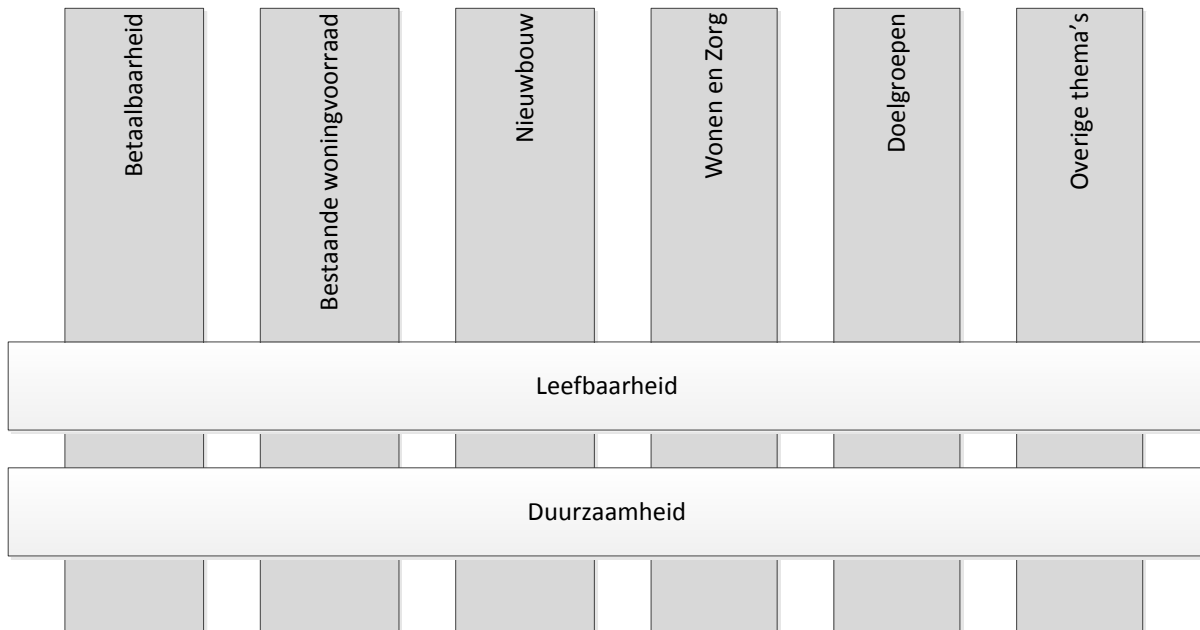 Betaalbaarheid
Bestaande woningvoorraad
Nieuwbouw
Wonen en Zorg
Doelgroepen
Overige thema's
Leefbaarheid
Duurzaamheid